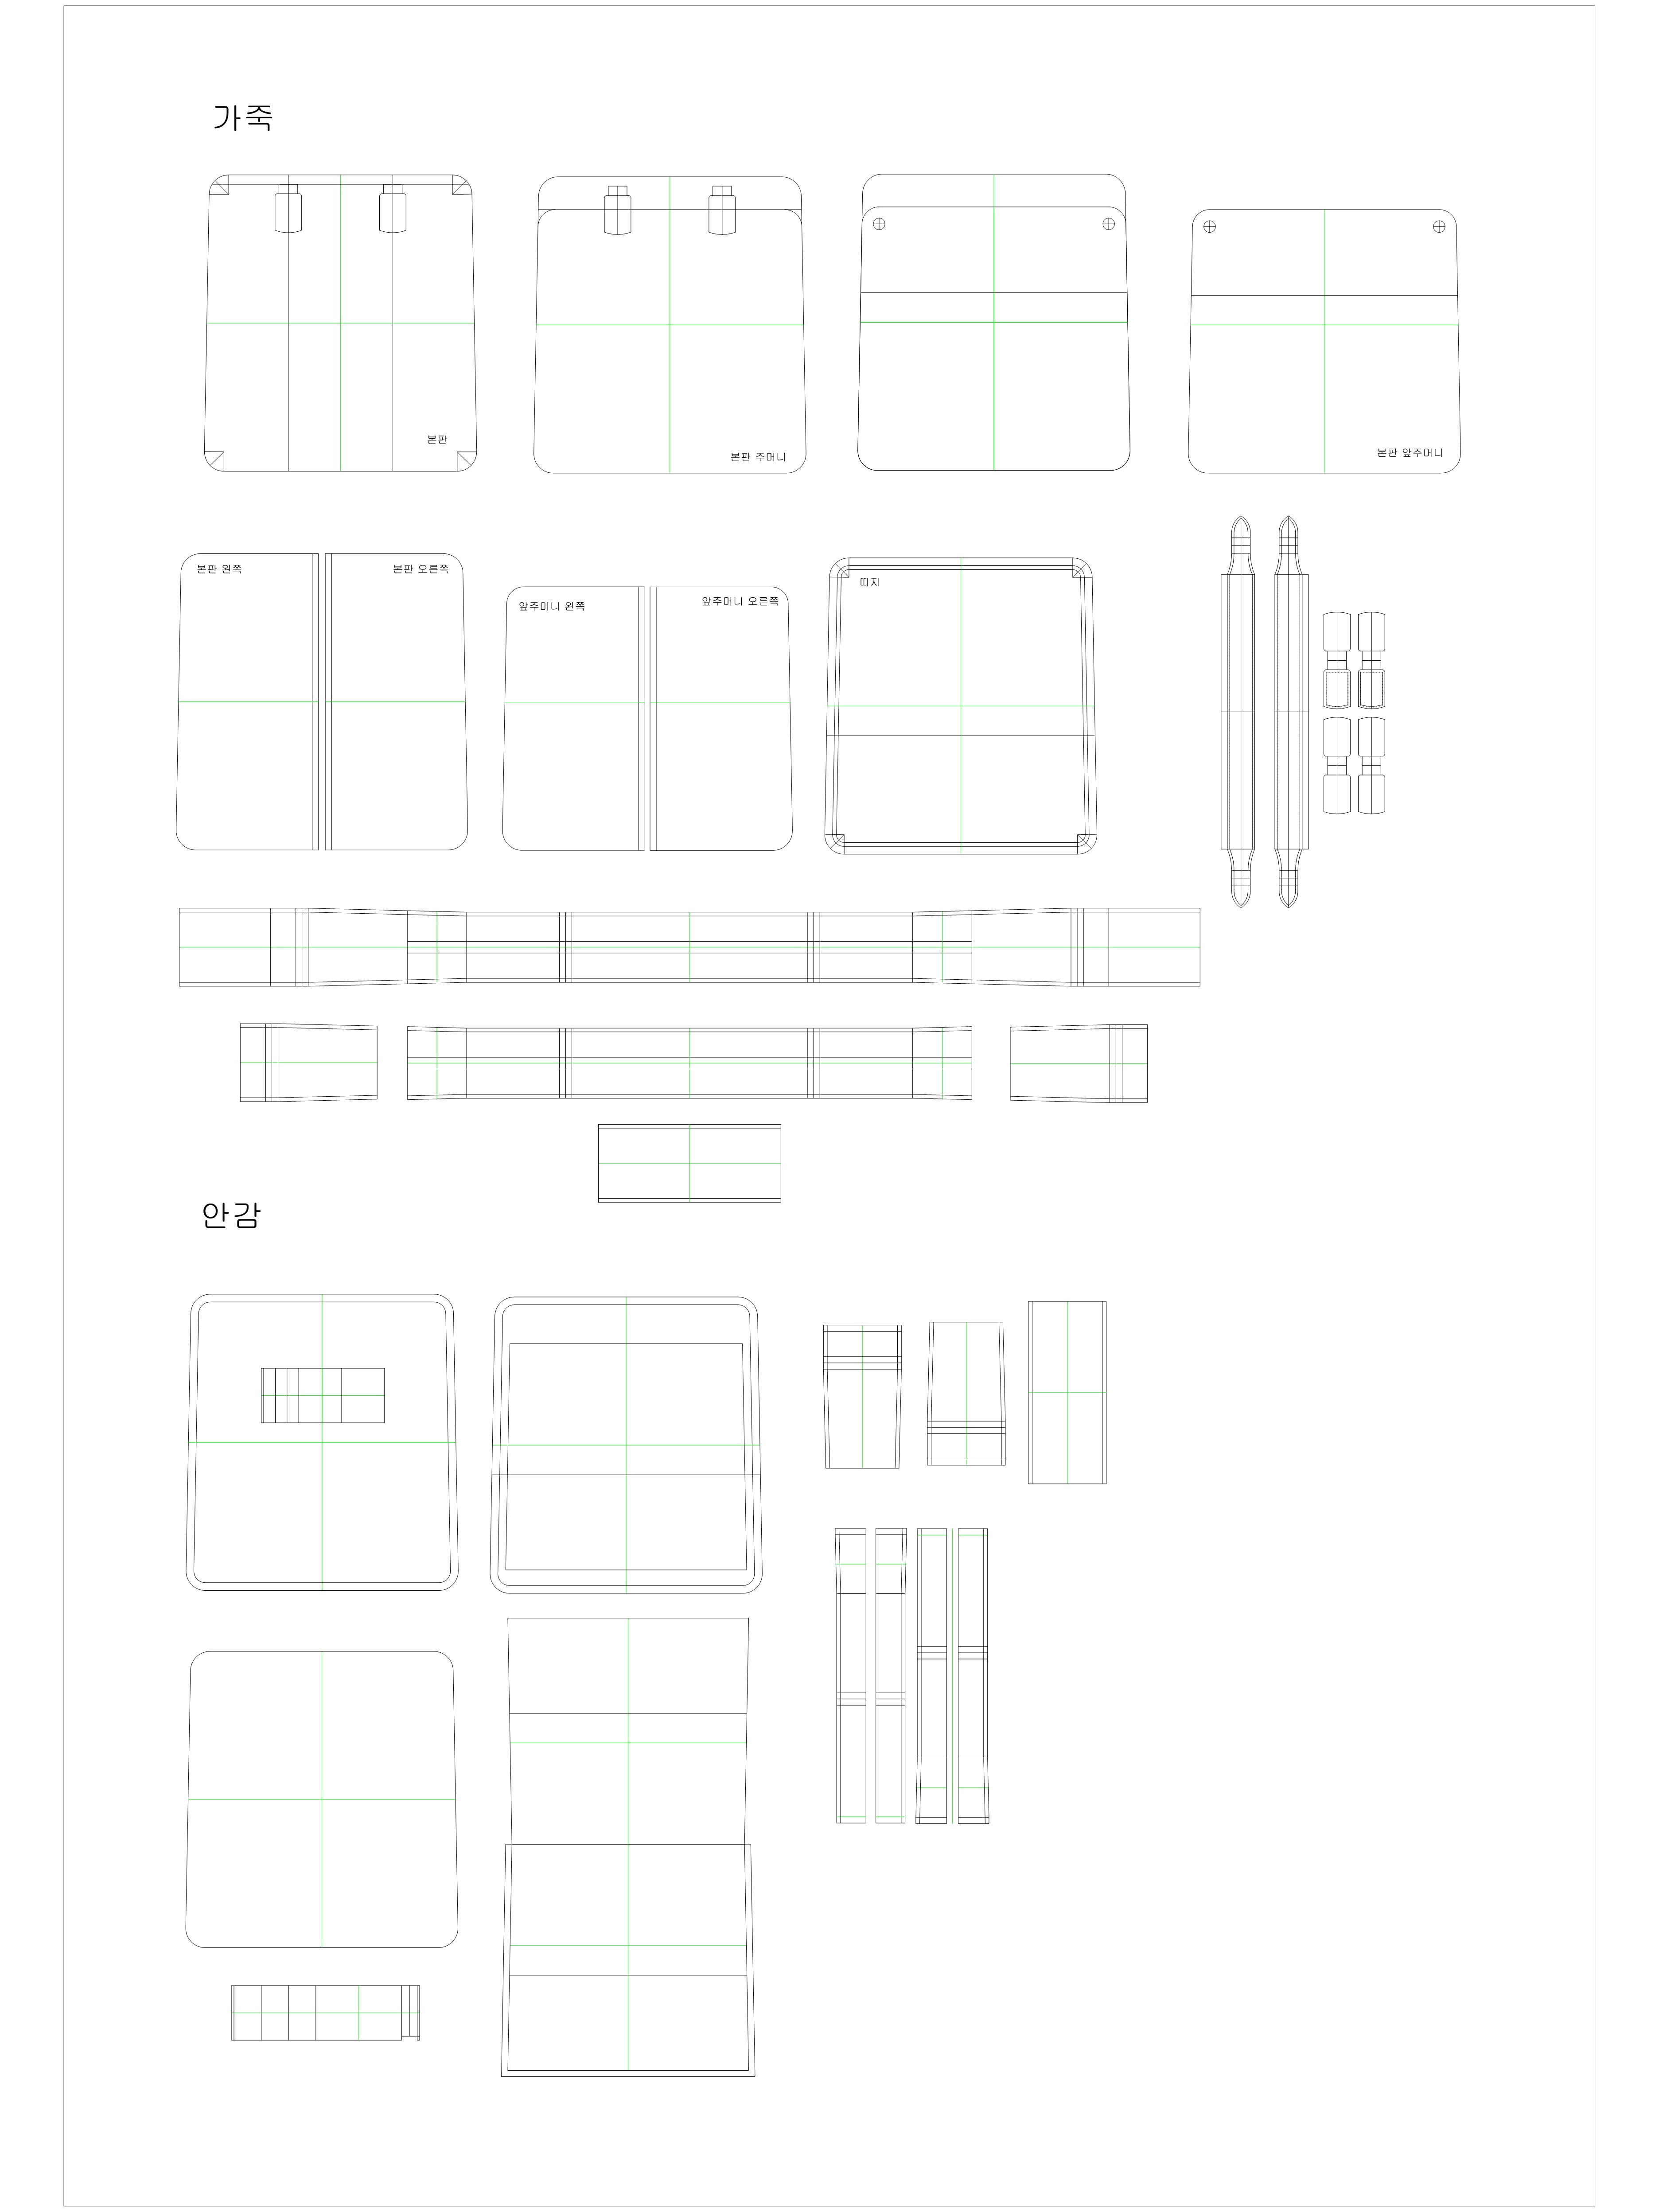 가죽
본판
본판 주머니
본판 앞주머니
본판 왼쪽
본판 오른쪽
앞주머니 왼쪽
앞주머니 오른쪽
띠지
안감